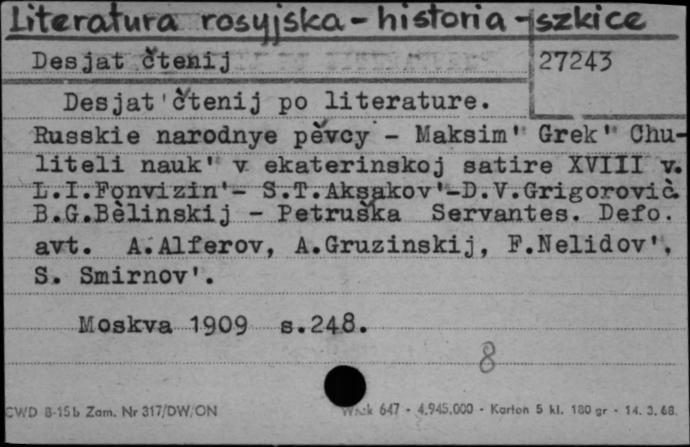 Literatura rosyjska - historia - szkice
Desjat čtenij
27243
Desjat'čtenij po literature.
Russkie narodnye pěvcy - Maksim" Grek" Chu-
liteli nauk' v ekaterinskoj satire XVIII v.
L.I.Fonvizin'- S.T.Aksakov'-D.V.Grigorovič.
B.G.Bèlinskij - Petruška Servantes. Defo.
avt. A.Alferov, A.Gruzinskij, F.Nelidov',
S. Smirnov'.
Moskva 1909 s.248.
8
CWD 8-15b Zam. Nr 317/DW/ON
647 - 4.945.000 - Karton 5 kl. 180 gr - 14. 3. 68.